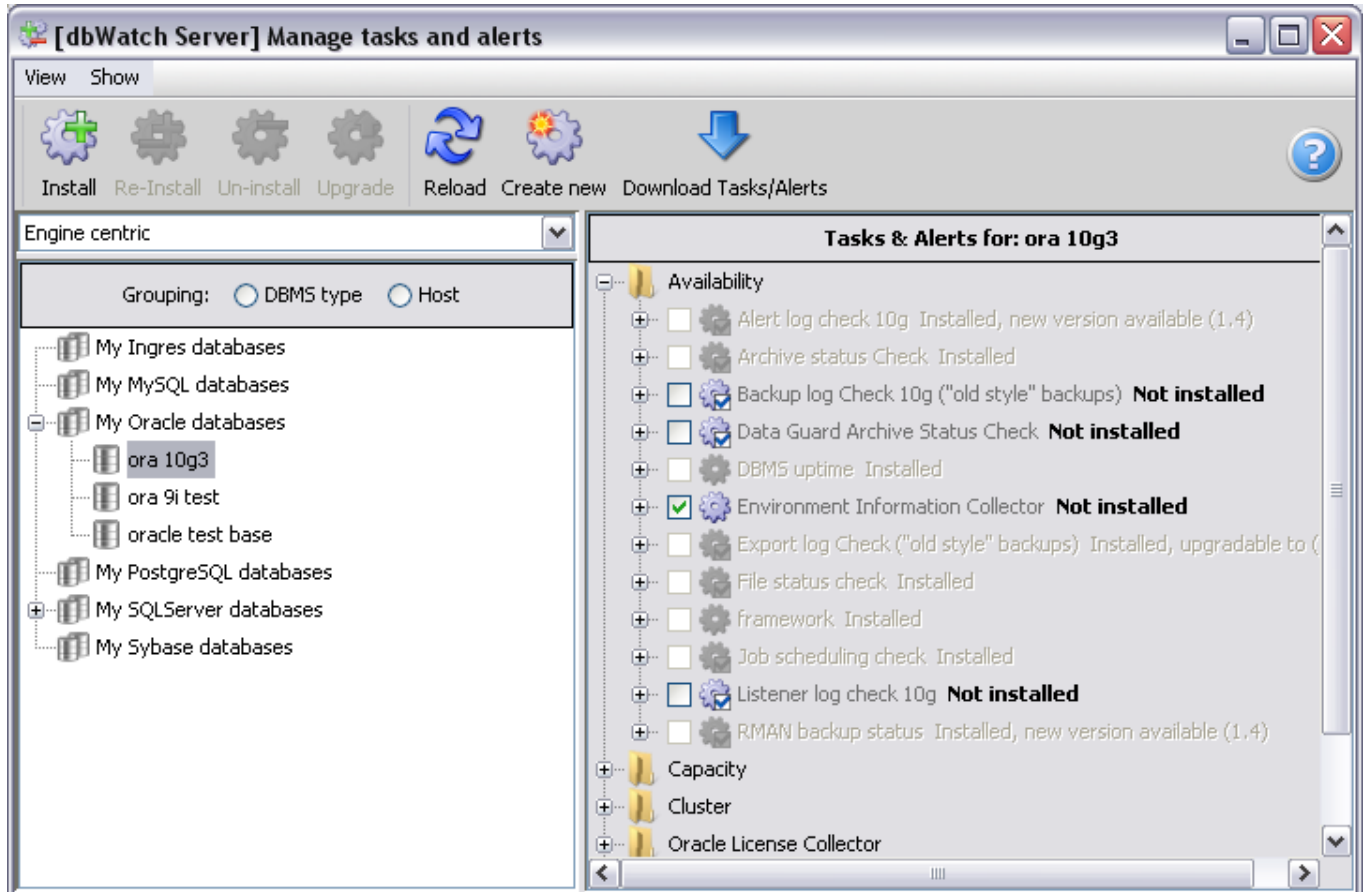 [dbWatch Server] Manage tasks and alerts
View Show
Install Re-Install Un-install Upgrade Reload Create new Download Tasks/Alerts
Engine centric
Grouping: DBMS type Host
My Ingres databases
My MySQL databases
My Oracle databases
ora 10g3
ora 9i test
oracle test base
My PostgreSQL databases
My SQLServer databases
My Sybase databases
Tasks & Alerts for: ora 10g3
Availability
Alert log check 10g Installed, new version available (1.4)
Archive status Check Installed
Backup log Check 10g ("old style" backups) Not installed
Data Guard Archive Status Check Not installed
DBMS uptime Installed
Environment Information Collector Not installed
Export log Check ("old style" backups) Installed, upgradable to (
File status check Installed
framework Installed
Job scheduling check Installed
Listener log check 10g Not installed
RMAN backup status Installed, new version available (1.4)
Capacity
Cluster
Oracle License Collector